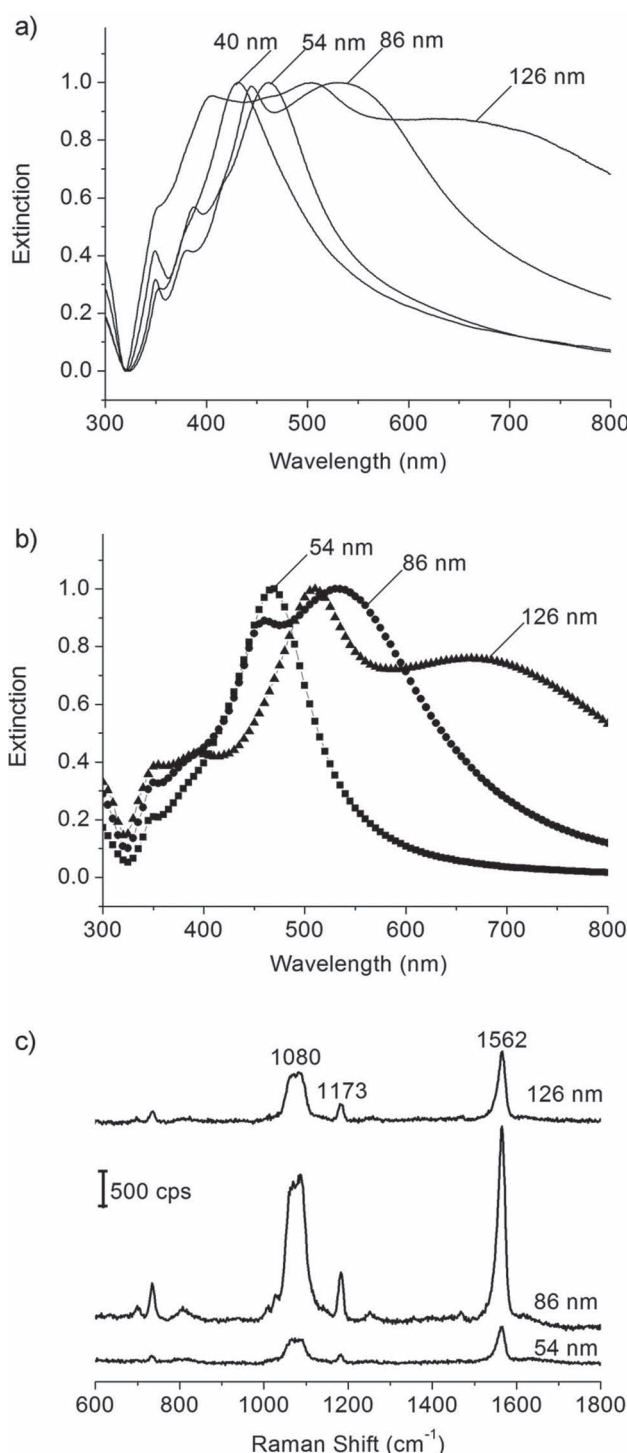 a)
40 nm
54 nm
86 nm
126 nm
1.0
0.8
0.6
0.4
0.2
0.0
Extinction
300 400 500 600 700 800
Wavelength (nm)
b)
54 nm
86 nm
126 nm
1.0
0.8
0.6
0.4
0.2
0.0
Extinction
300 400 500 600 700 800
Wavelength (nm)
c)
1080
1173
1562
126 nm
500 cps
86 nm
54 nm
600 800 1000 1200 1400 1600 1800
Raman Shift (cm⁻¹)